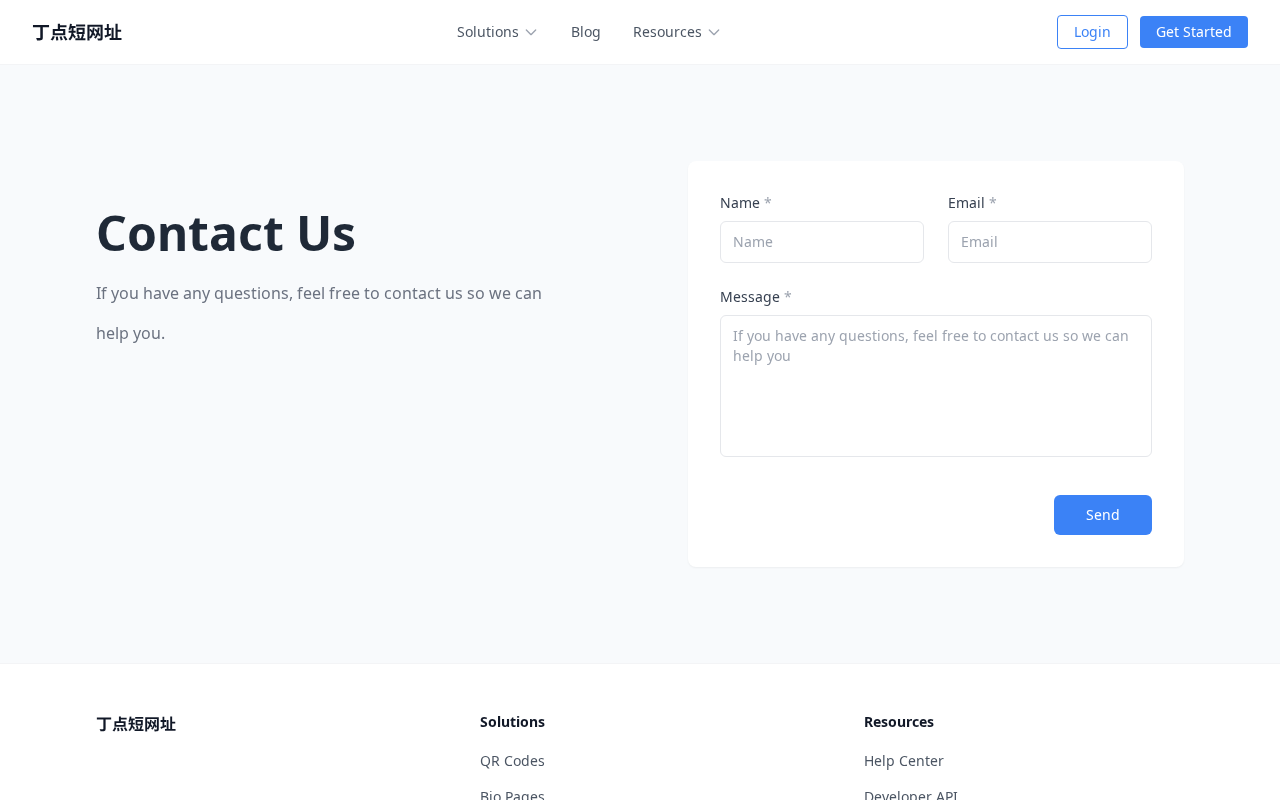 丁点短网址
Solutions
Blog
Resources
Login
Get Started
Contact Us
If you have any questions, feel free to contact us so we can
help you.
Name *
Email *
Name
Email
Message *
If you have any questions, feel free to contact us so we can
help you
Send
丁点短网址
Solutions
Resources
QR Codes
Help Center
Bio Pages
Developer API